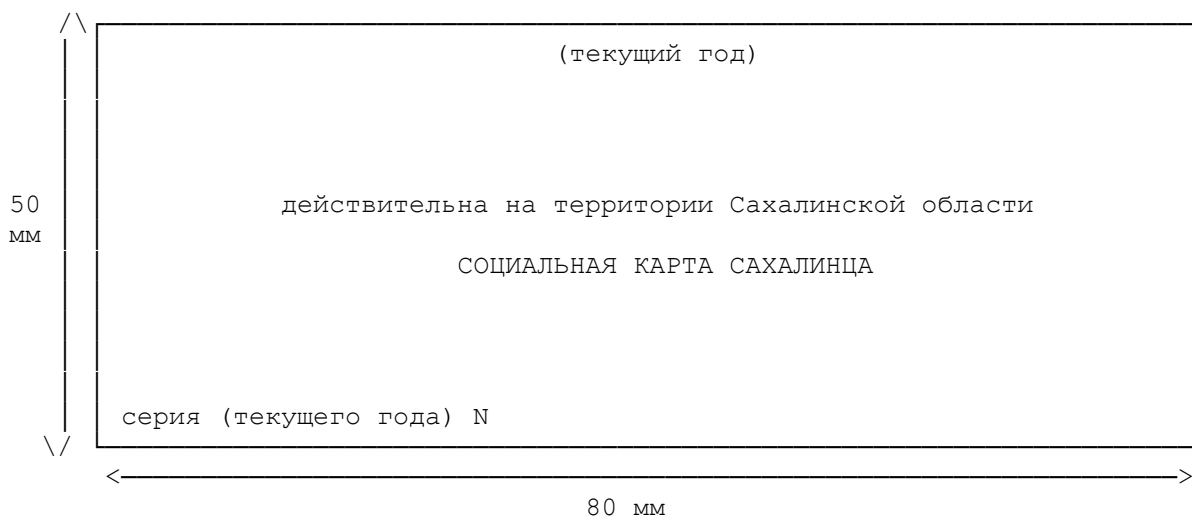 (текущий год)
50
мм
действительна на территории Сахалинской области
СОЦИАЛЬНАЯ КАРТА САХАЛИНЦА
серия (текущего года) N
80 мм